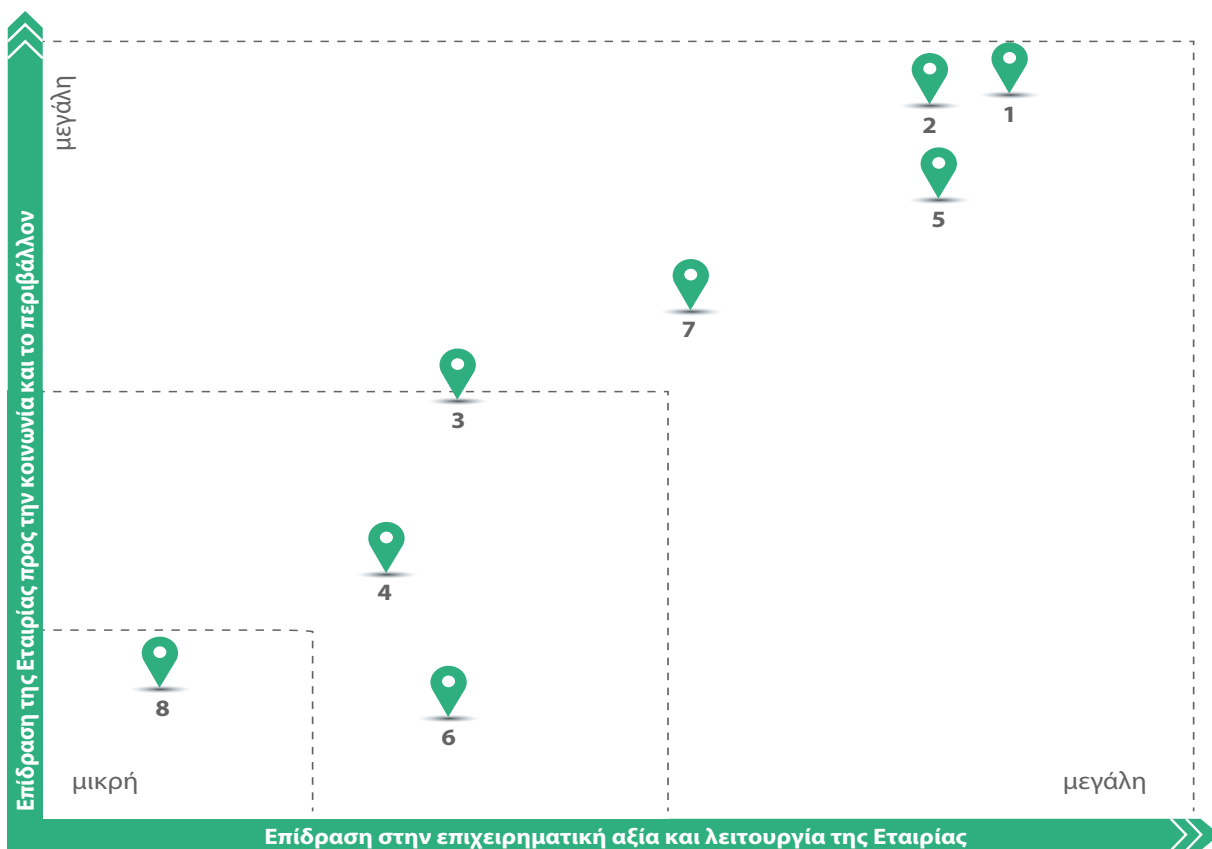 μεγάλη
Επίδραση της Εταιρίας προς την κοινωνία και το περιβάλλον
2
1
5
7
3
4
8
6
μικρή
μεγάλη
Επίδραση στην επιχειρηματική αξία και λειτουργία της Εταιρίας